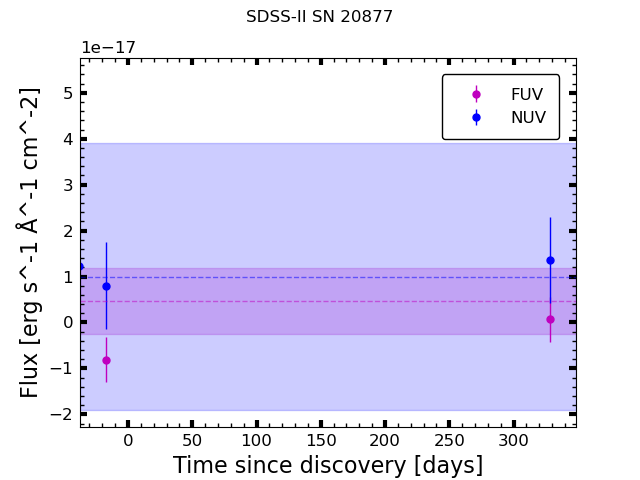 SDSS-II SN 20877
1e−17
FUV
NUV
5
4
3
2
1
0
−1
−2
Flux [erg s^-1 Å^-1 cm^-2]
0 50 100 150 200 250 300
Time since discovery [days]